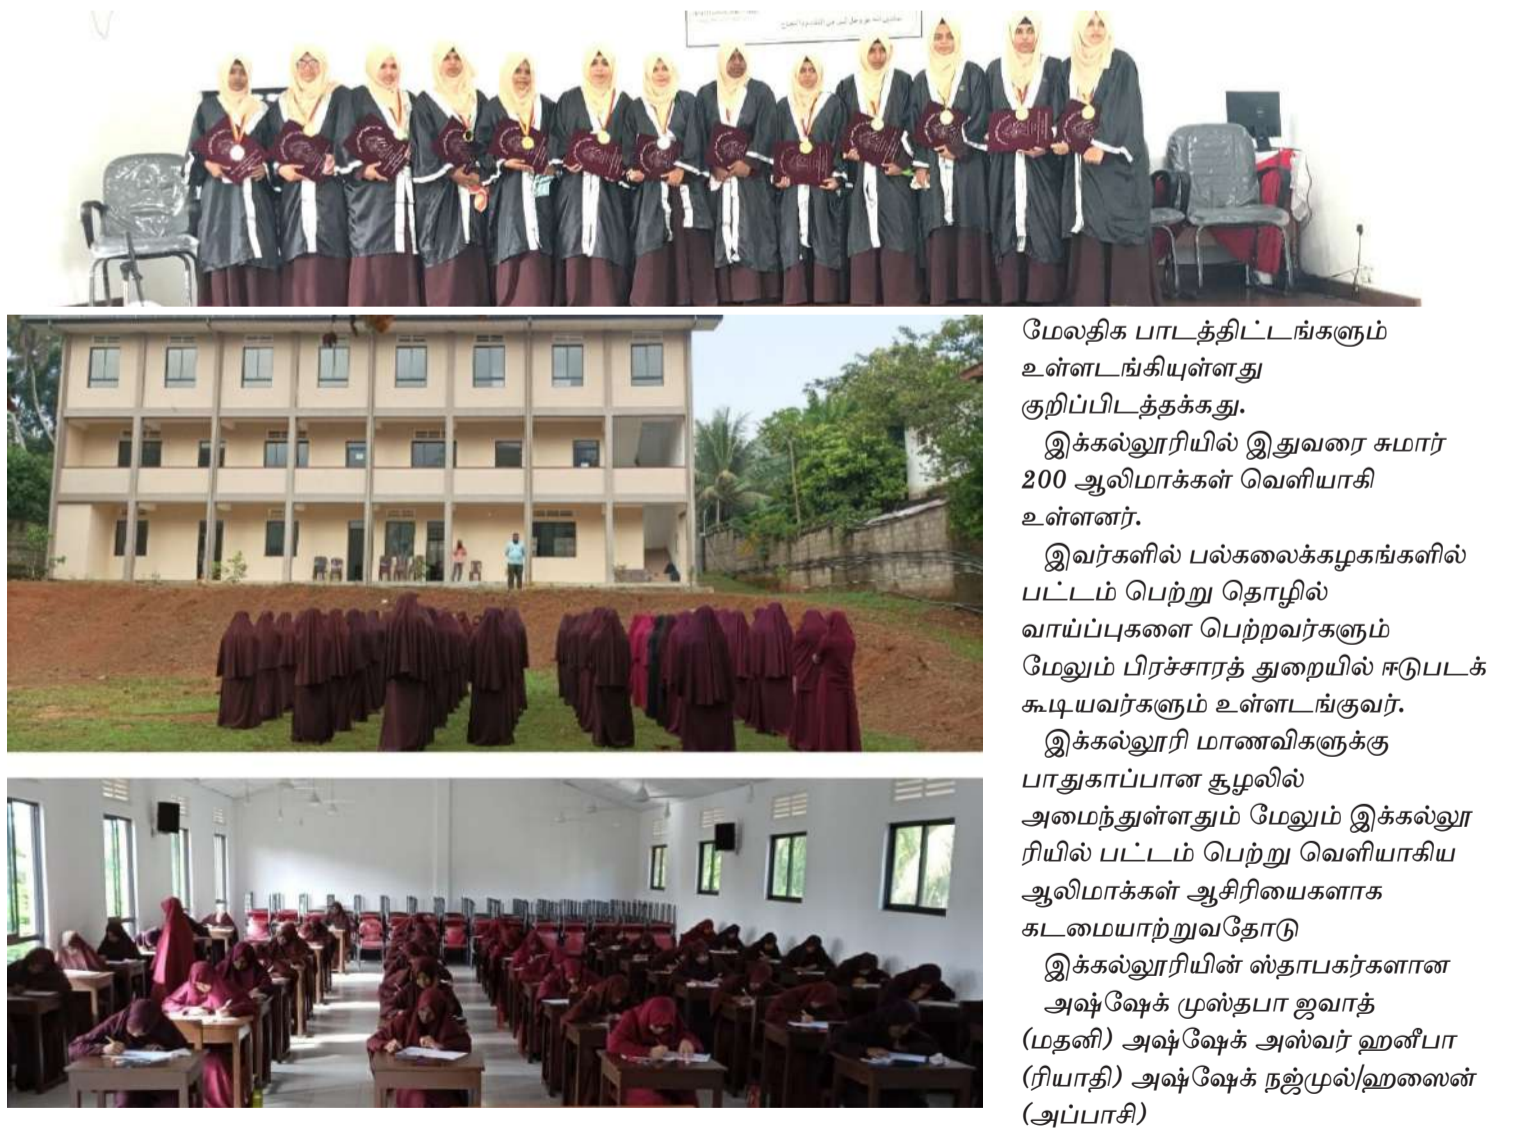 மேலதிக பாடத்திட்டங்களும்
உள்ளடங்கியுள்ளது
குறிப்பிடத்தக்கது.
இக்கல்லூரியில் இதுவரை சுமார்
200 ஆலிமாக்கள் வெளியாகி
உள்ளனர்.
இவர்களில் பல்கலைக்கழகங்களில்
பட்டம் பெற்று தொழில்
வாய்ப்புகளை பெற்றவர்களும்
மேலும் பிரச்சாரத் துறையில் ஈடுபடக்
கூடியவர்களும் உள்ளடங்குவர்.
இக்கல்லூரி மாணவிகளுக்கு
பாதுகாப்பான சூழலில்
அமைந்துள்ளதும் மேலும் இக்கல்லூ
ரியில் பட்டம் பெற்று வெளியாகிய
ஆலிமாக்கள் ஆசிரியைகளாக
கடமையாற்றுவதோடு
இக்கல்லூரியின் ஸ்தாபகர்களான
அஷ்ஷேக் முஸ்தபா ஜவாத்
(மதனி) அஷ்ஷேக் அஸ்வர் ஹனீபா
(ரியாதி) அஷ்ஷேக் நஜ்முல்/ஹஸைன்
(அப்பாசி)